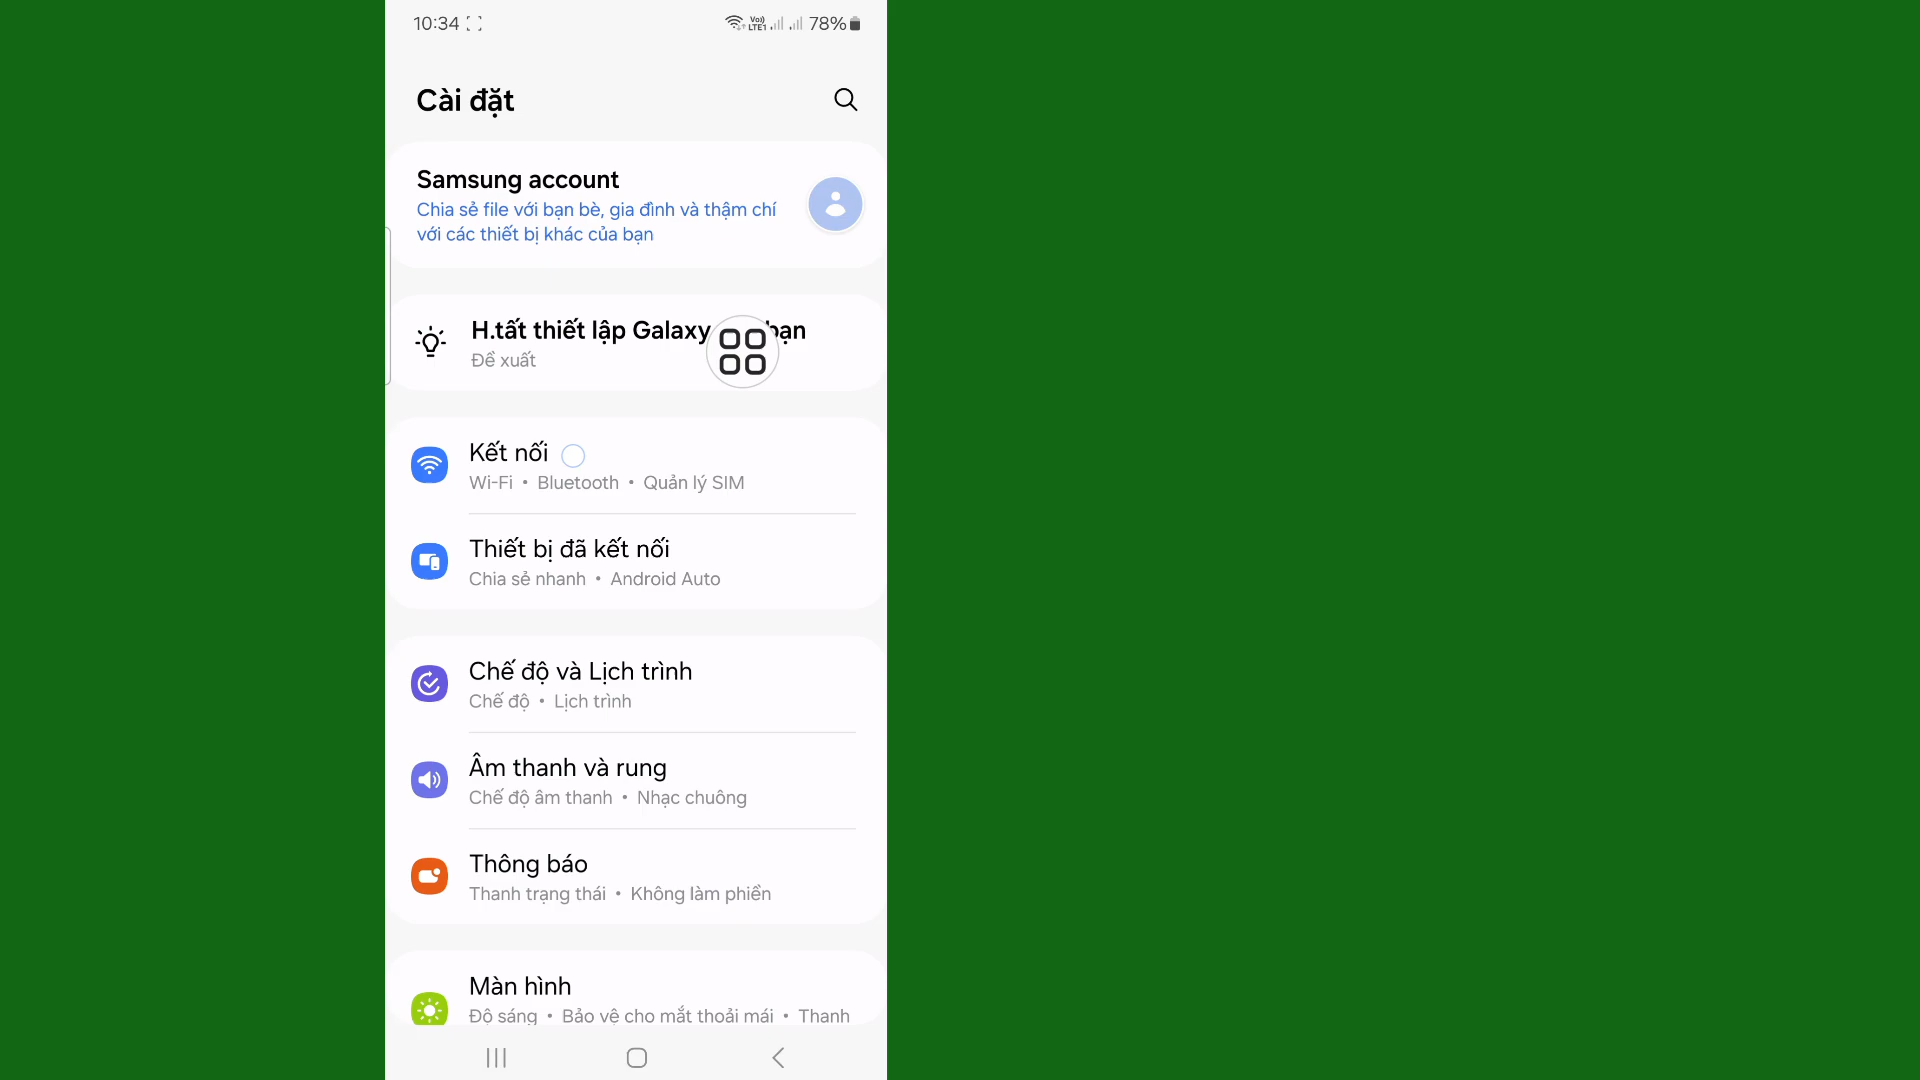 10:34
Vo)) LTE1 78%
Cài đặt
Samsung account
Chia sẻ file với bạn bè, gia đình và thậm chí
với các thiết bị khác của bạn
H.tất thiết lập Galaxy bạn
Đề xuất
Kết nối
Wi-Fi • Bluetooth • Quản lý SIM
Thiết bị đã kết nối
Chia sẻ nhanh • Android Auto
Chế độ và Lịch trình
Chế độ • Lịch trình
Âm thanh và rung
Chế độ âm thanh • Nhạc chuông
Thông báo
Thanh trạng thái • Không làm phiền
Màn hình
Độ sáng • Bảo vệ cho mắt thoải mái • Thanh